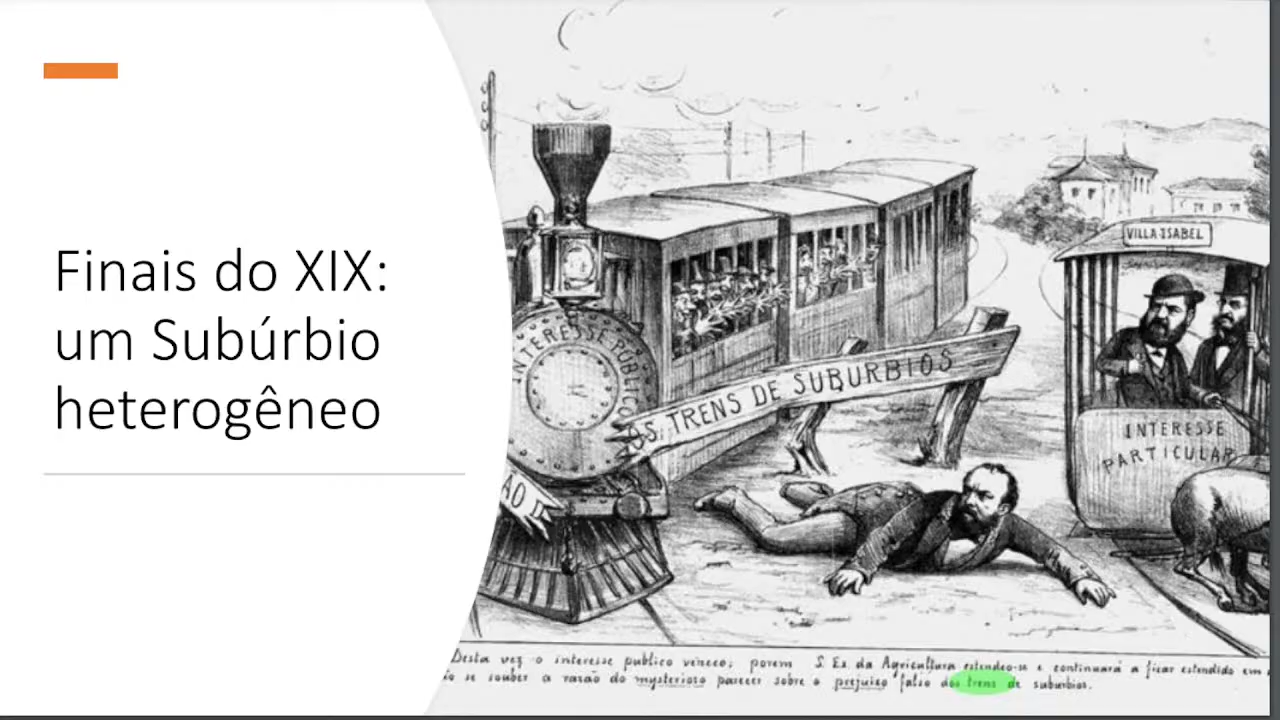 Finais do XIX:
um Subúrbio
heterogêneo
VILLA ISABEL
INTERESSE PUBLICO
OS TRENS DE SUBURBIOS
INTERESSE
PARTICULAR
Desta vez o interesse publico venceo; porem S. Ex. da Agricultura estendeo-se e continuará a ficar estendido em
se souber a razão do mysterioso parecer sobre o prejuizo falso dos trens de suburbios.